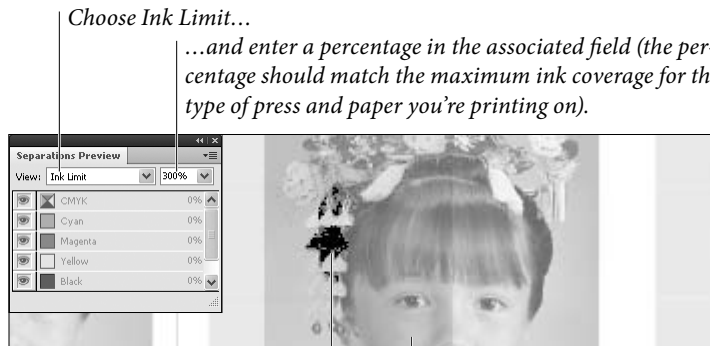 Choose Ink Limit…
…and enter a percentage in the associated field (the per-
centage should match the maximum ink coverage for th
type of press and paper you're printing on).
Separations Preview
View: Ink Limit 300%
CMYK 0%
Cyan 0%
Magenta 0%
Yellow 0%
Black 0%